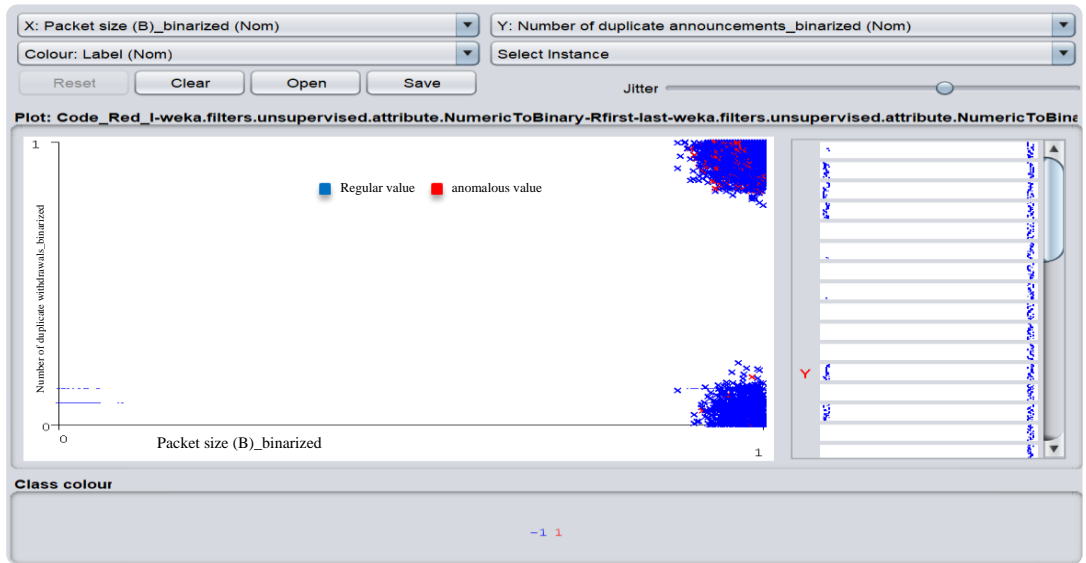 X: Packet size (B)_binarized (Nom)
Y: Number of duplicate announcements_binarized (Nom)
Colour: Label (Nom)
Select Instance
Reset
Clear
Open
Save
Jitter
Plot: Code_Red_I-weka.filters.unsupervised.attribute.NumericToBinary-Rfirst-last-weka.filters.unsupervised.attribute.NumericToBina
1
Regular value
anomalous value
Number of duplicate withdrawals_binarized
Y
0
0
Packet size (B)_binarized
1
Class colour
-1 1